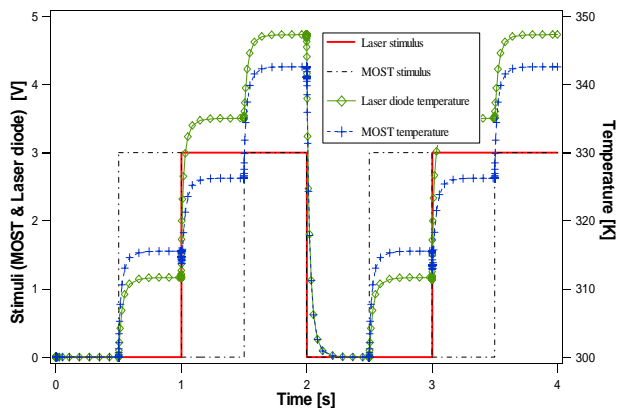 5
4
3
2
1
0
Stimuli (MOST & Laser diode) [V]
350
340
330
320
310
300
Temperature [K]
Laser stimulus
MOST stimulus
Laser diode temperature
MOST temperature
0
1
2
3
4
Time [s]